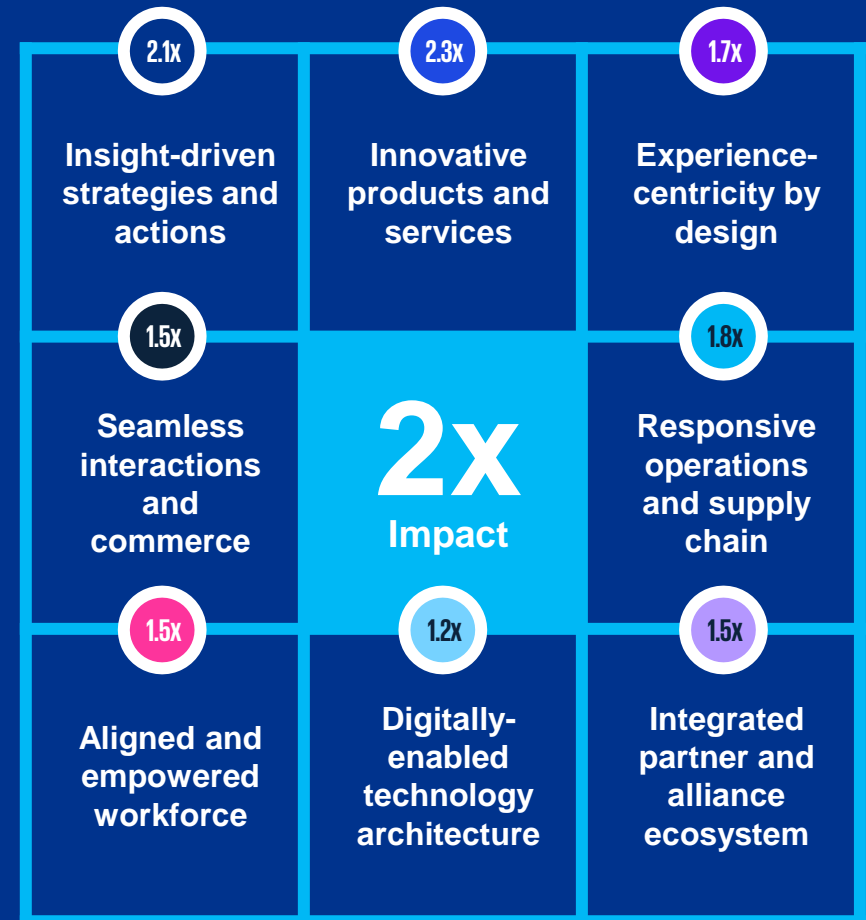 2.1x
Insight-driven
strategies and
actions
2.3x
Innovative
products and
services
1.7x
Experience-
centricity by
design
1.5x
Seamless
interactions
and
commerce
2x
Impact
1.8x
Responsive
operations
and supply
chain
1.5x
Aligned and
empowered
workforce
1.2x
Digitally-
enabled
technology
architecture
1.5x
Integrated
partner and
alliance
ecosystem